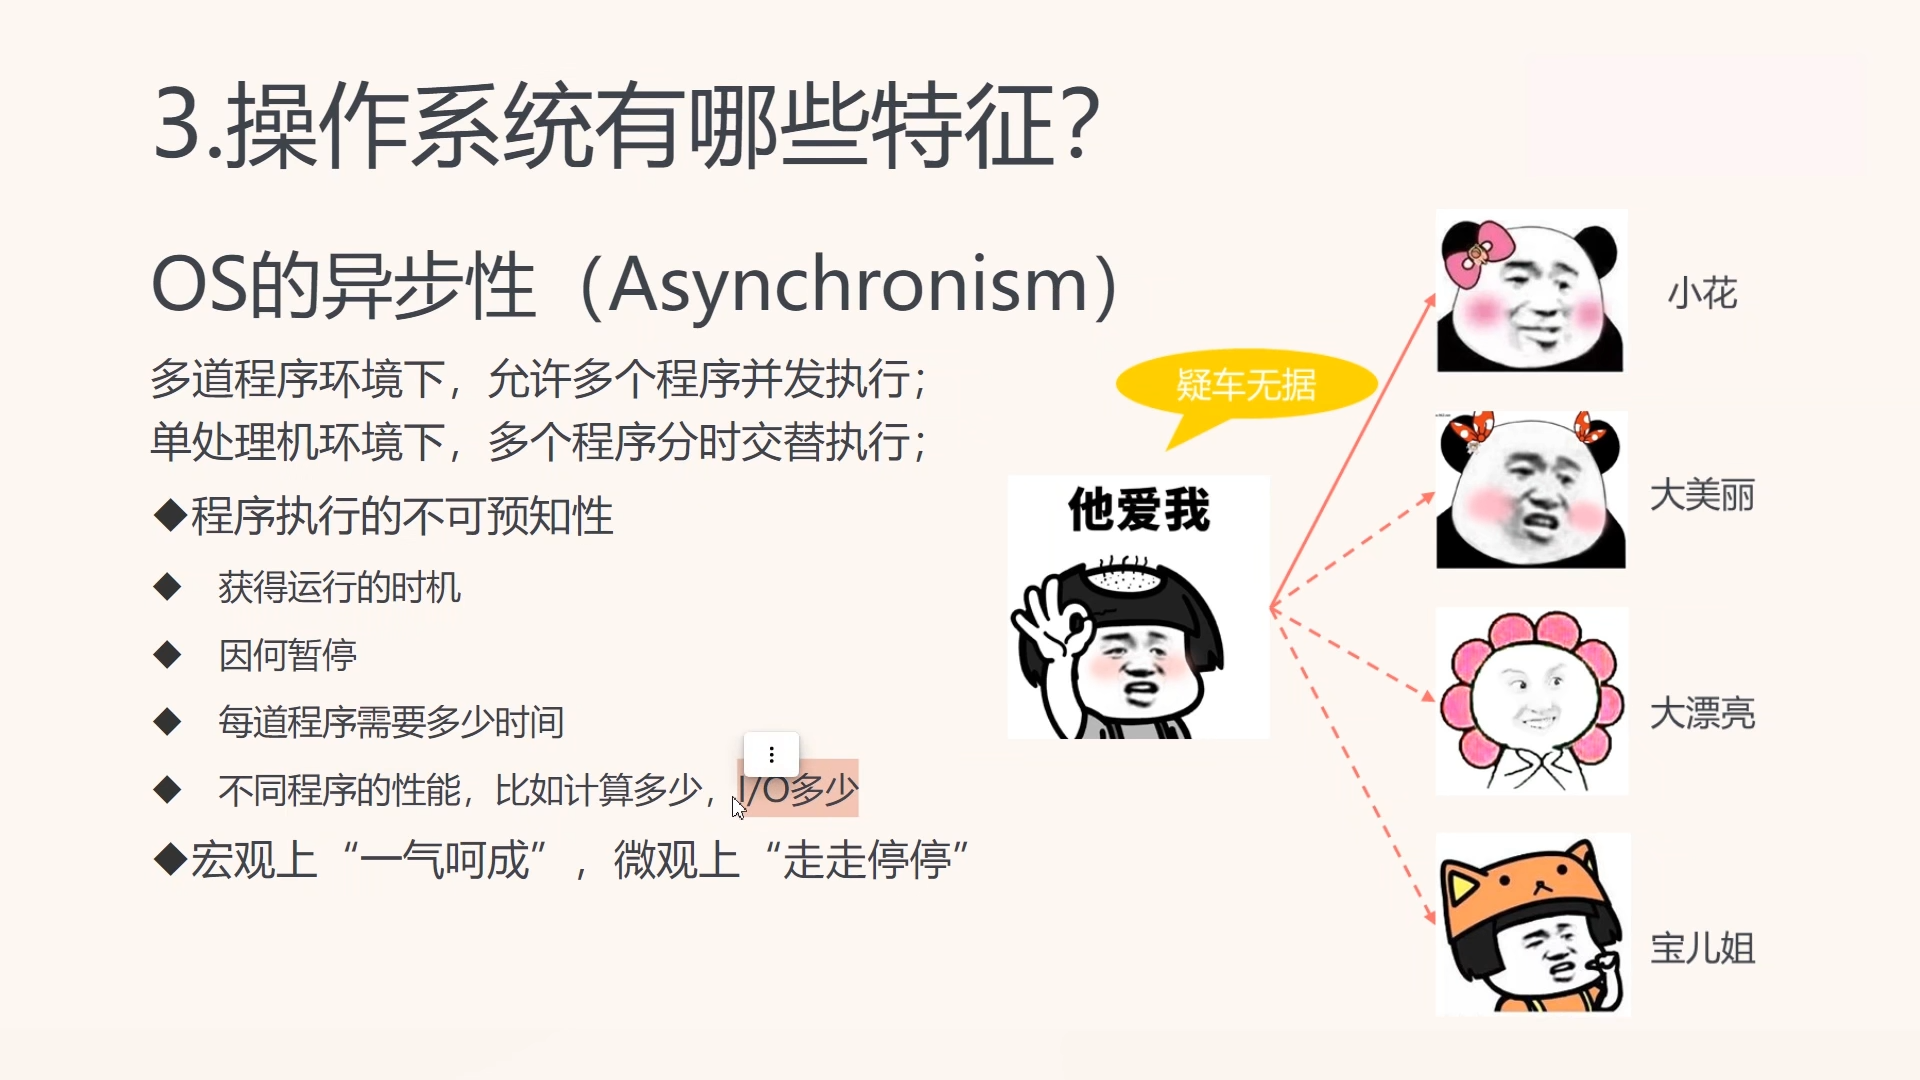 3.操作系统有哪些特征?
OS的异步性（Asynchronism）
多道程序环境下，允许多个程序并发执行；
单处理机环境下，多个程序分时交替执行；
◆程序执行的不可预知性
◆ 获得运行的时机
◆ 因何暂停
◆ 每道程序需要多少时间
◆ 不同程序的性能，比如计算多少，I/O多少
◆宏观上“一气呵成”，微观上“走走停停”
疑车无据
他爱我
小花
大美丽
大漂亮
宝儿姐